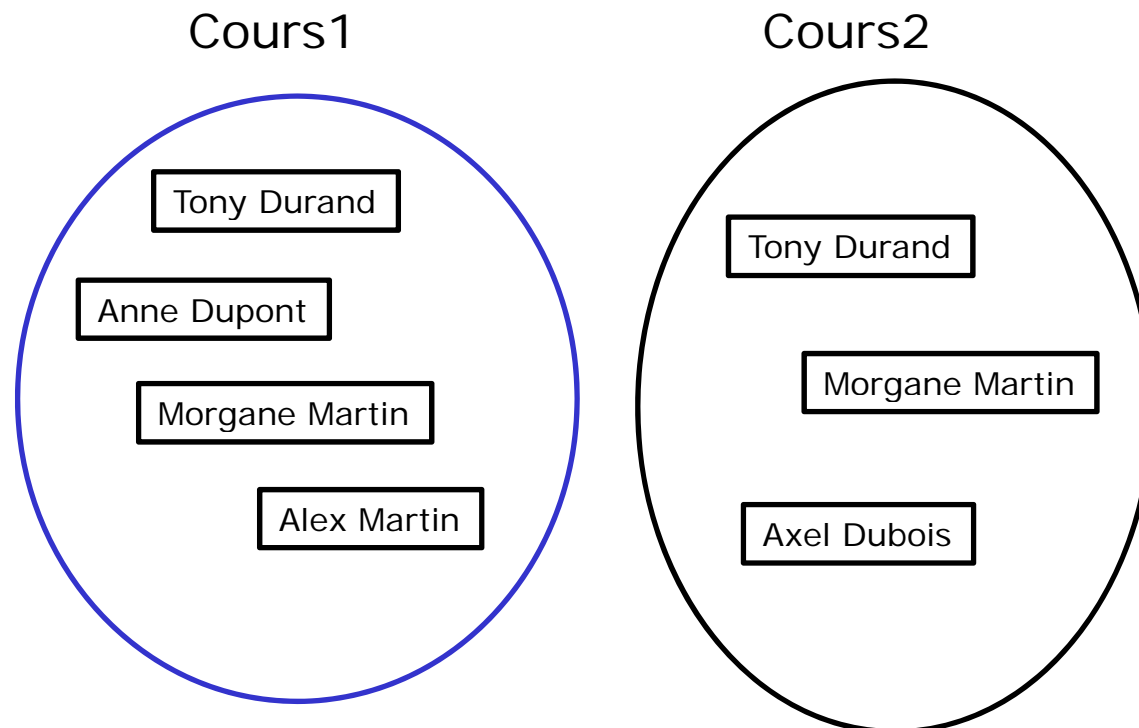 Cours1
Tony Durand
Anne Dupont
Morgane Martin
Alex Martin
Cours2
Tony Durand
Morgane Martin
Axel Dubois